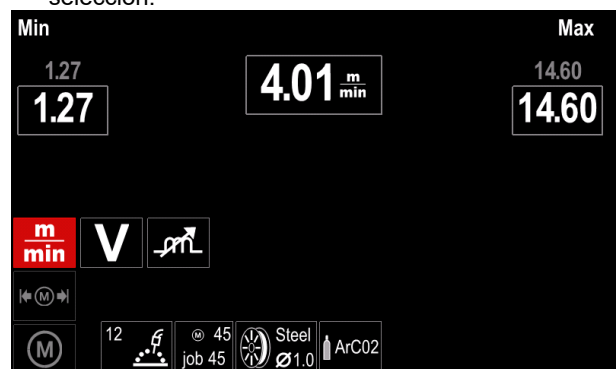 selection.
Min Max
1.27 14.60
1.27 4.01 m/min 14.60
m/min V
M
M 12 M 45 Steel ArC02
job 45 Ø1.0